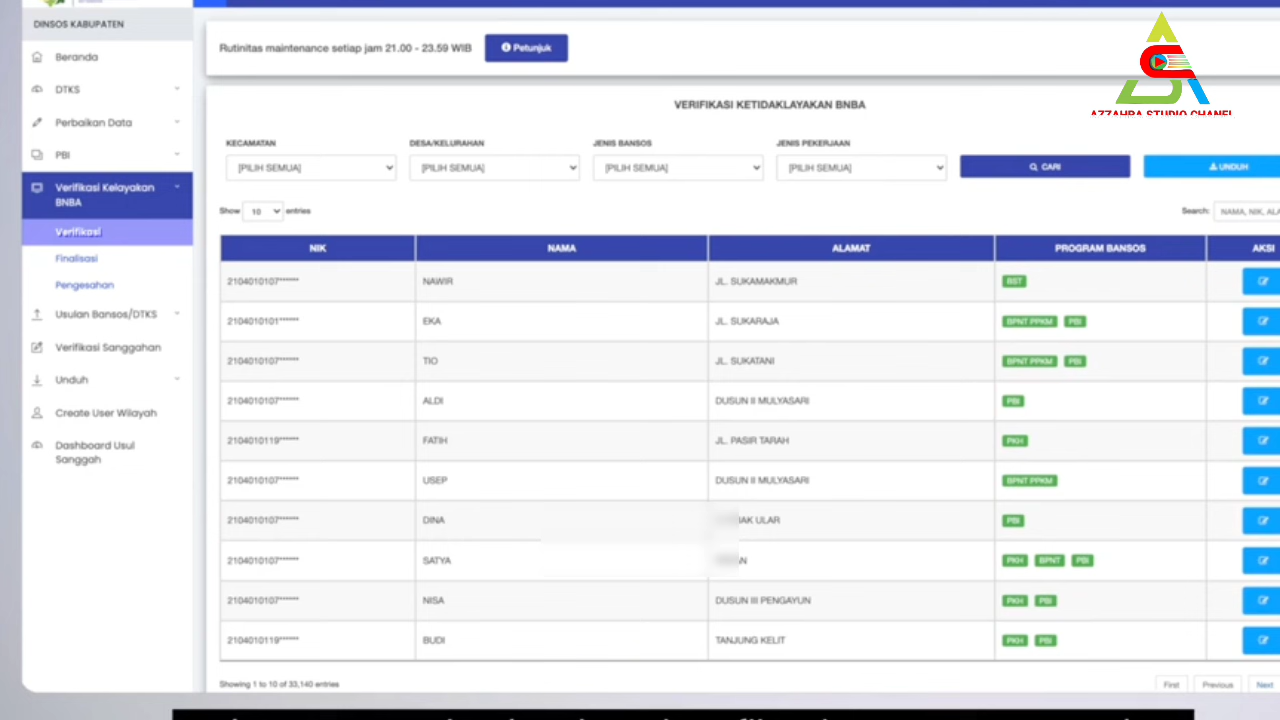 DINSOS KABUPATEN
Beranda
DTKS
Perbaikan Data
PBI
Verifikasi Kelayakan
BNBA
Verifikasi
Finalisasi
Pengesahan
Usulan Bansos/DTKS
Verifikasi Sanggahan
Unduh
Create User Wilayah
Dashboard Usul
Sanggah
Rutinitas maintenance setiap jam 21.00 - 23.59 WIB Petunjuk
AZZAHRA STUDIO CHANEL
VERIFIKASI KETIDAKLAYAKAN BNBA
KECAMATAN DESA/KELURAHAN JENIS BANSOS JENIS PEKERJAAN
[PILIH SEMUA] [PILIH SEMUA] [PILIH SEMUA] [PILIH SEMUA] CARI UNDUH
Show 10 entries Search: NAMA, NIK, ALA
NIK NAMA ALAMAT PROGRAM BANSOS AKSI
2104010107****** NAWIR JL. SUKAMAKMUR BST
2104010101****** EKA JL. SUKARAJA BPNT PPKM PBI
2104010107****** TIO JL. SUKATANI BPNT PPKM PBI
2104010107****** ALDI DUSUN II MULYASARI PBI
2104010119****** FATIH JL. PASIR TARAH PKH
2104010107****** USEP DUSUN II MULYASARI BPNT PPKM
2104010107****** DINA AK ULAR PBI
2104010107****** SATYA N PKH BPNT PBI
2104010107****** NISA DUSUN III PENGAYUN PKH PBI
2104010119****** BUDI TANJUNG KELIT PKH PBI
Showing 1 to 10 of 33,140 entries First Previous Next